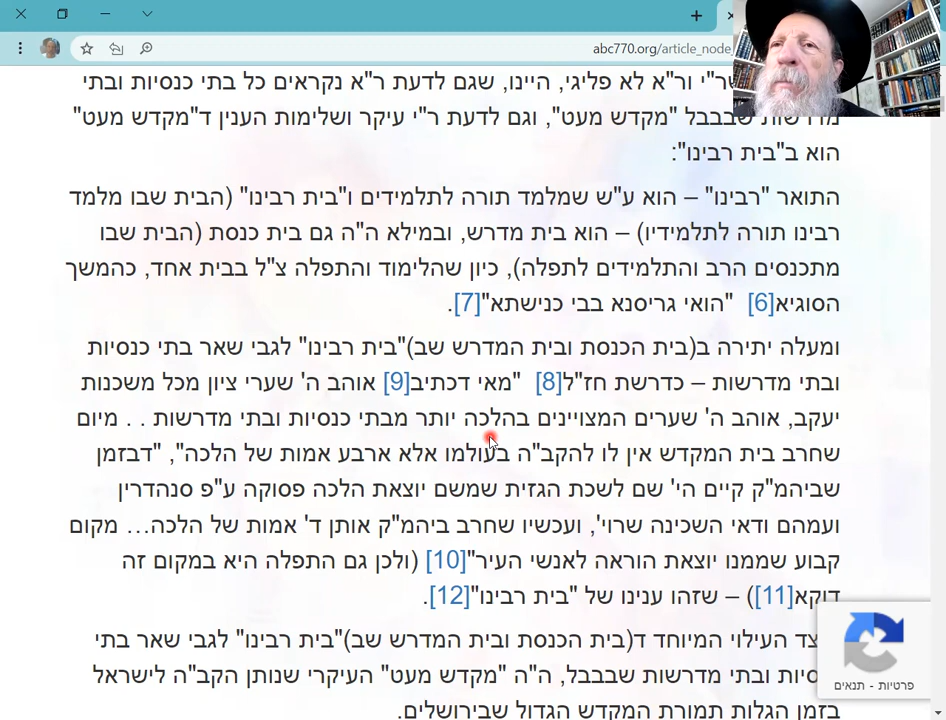 abc770.org/article_node
שר"י ור"א לא פליגי, היינו, שגם לדעת ר"א נקראים כל בתי כנסיות ובתי
מדרשות שבבבל "מקדש מעט", וגם לדעת ר"י עיקר ושלימות הענין ד"מקדש מעט"
הוא ב"בית רבינו":
התואר "רבינו" – הוא ע"ש שמלמד תורה לתלמידים ו"בית רבינו" (הבית שבו מלמד
רבינו תורה לתלמידיו) – הוא בית מדרש, ובמילא ה"ה גם בית כנסת (הבית שבו
מתכנסים הרב והתלמידים לתפלה), כיון שהלימוד והתפלה צ"ל בבית אחד, כהמשך
הסוגיא[6] "הואי גריסנא בבי כנישתא"[7].
ומעלה יתירה ב(בית הכנסת ובית המדרש שב)"בית רבינו" לגבי שאר בתי כנסיות
ובתי מדרשות – כדרשת חז"ל[8] "מאי דכתיב[9] אוהב ה' שערי ציון מכל משכנות
יעקב, אוהב ה' שערים המצויינים בהלכה יותר מבתי כנסיות ובתי מדרשות . . מיום
שחרב בית המקדש אין לו להקב"ה בעולמו אלא ארבע אמות של הלכה", "דבזמן
שביהמ"ק קיים הי' שם לשכת הגזית שמשם יוצאת הלכה פסוקה ע"פ סנהדרין
ועמהם ודאי השכינה שרוי', ועכשיו שחרב ביהמ"ק אותן ד' אמות של הלכה... מקום
קבוע שממנו יוצאת הוראה לאנשי העיר"[10] (ולכן גם התפלה היא במקום זה
דוקא[11]) – שזהו ענינו של "בית רבינו"[12].
העילוי המיוחד ד(בית הכנסת ובית המדרש שב)"בית רבינו" לגבי שאר בתי
ובתי מדרשות שבבבל, ה"ה "מקדש מעט" העיקרי שנותן הקב"ה לישראל
בזמן הגלות תמורת המקדש הגדול שבירושלים.
פרטיות - תנאים